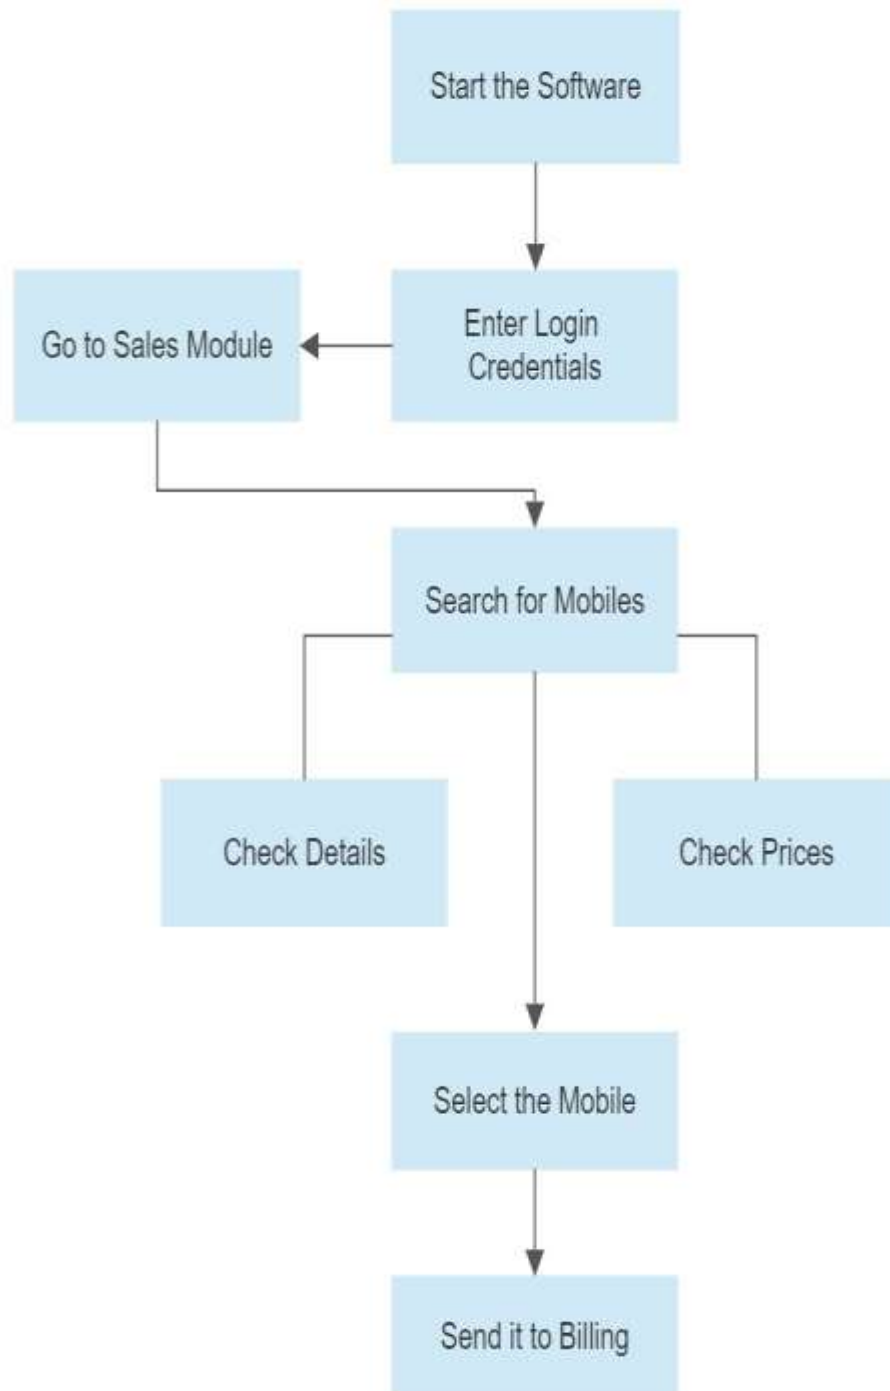 Start the Software
Go to Sales Module
Enter Login
Credentials
Search for Mobiles
Check Details
Check Prices
Select the Mobile
Send it to Billing